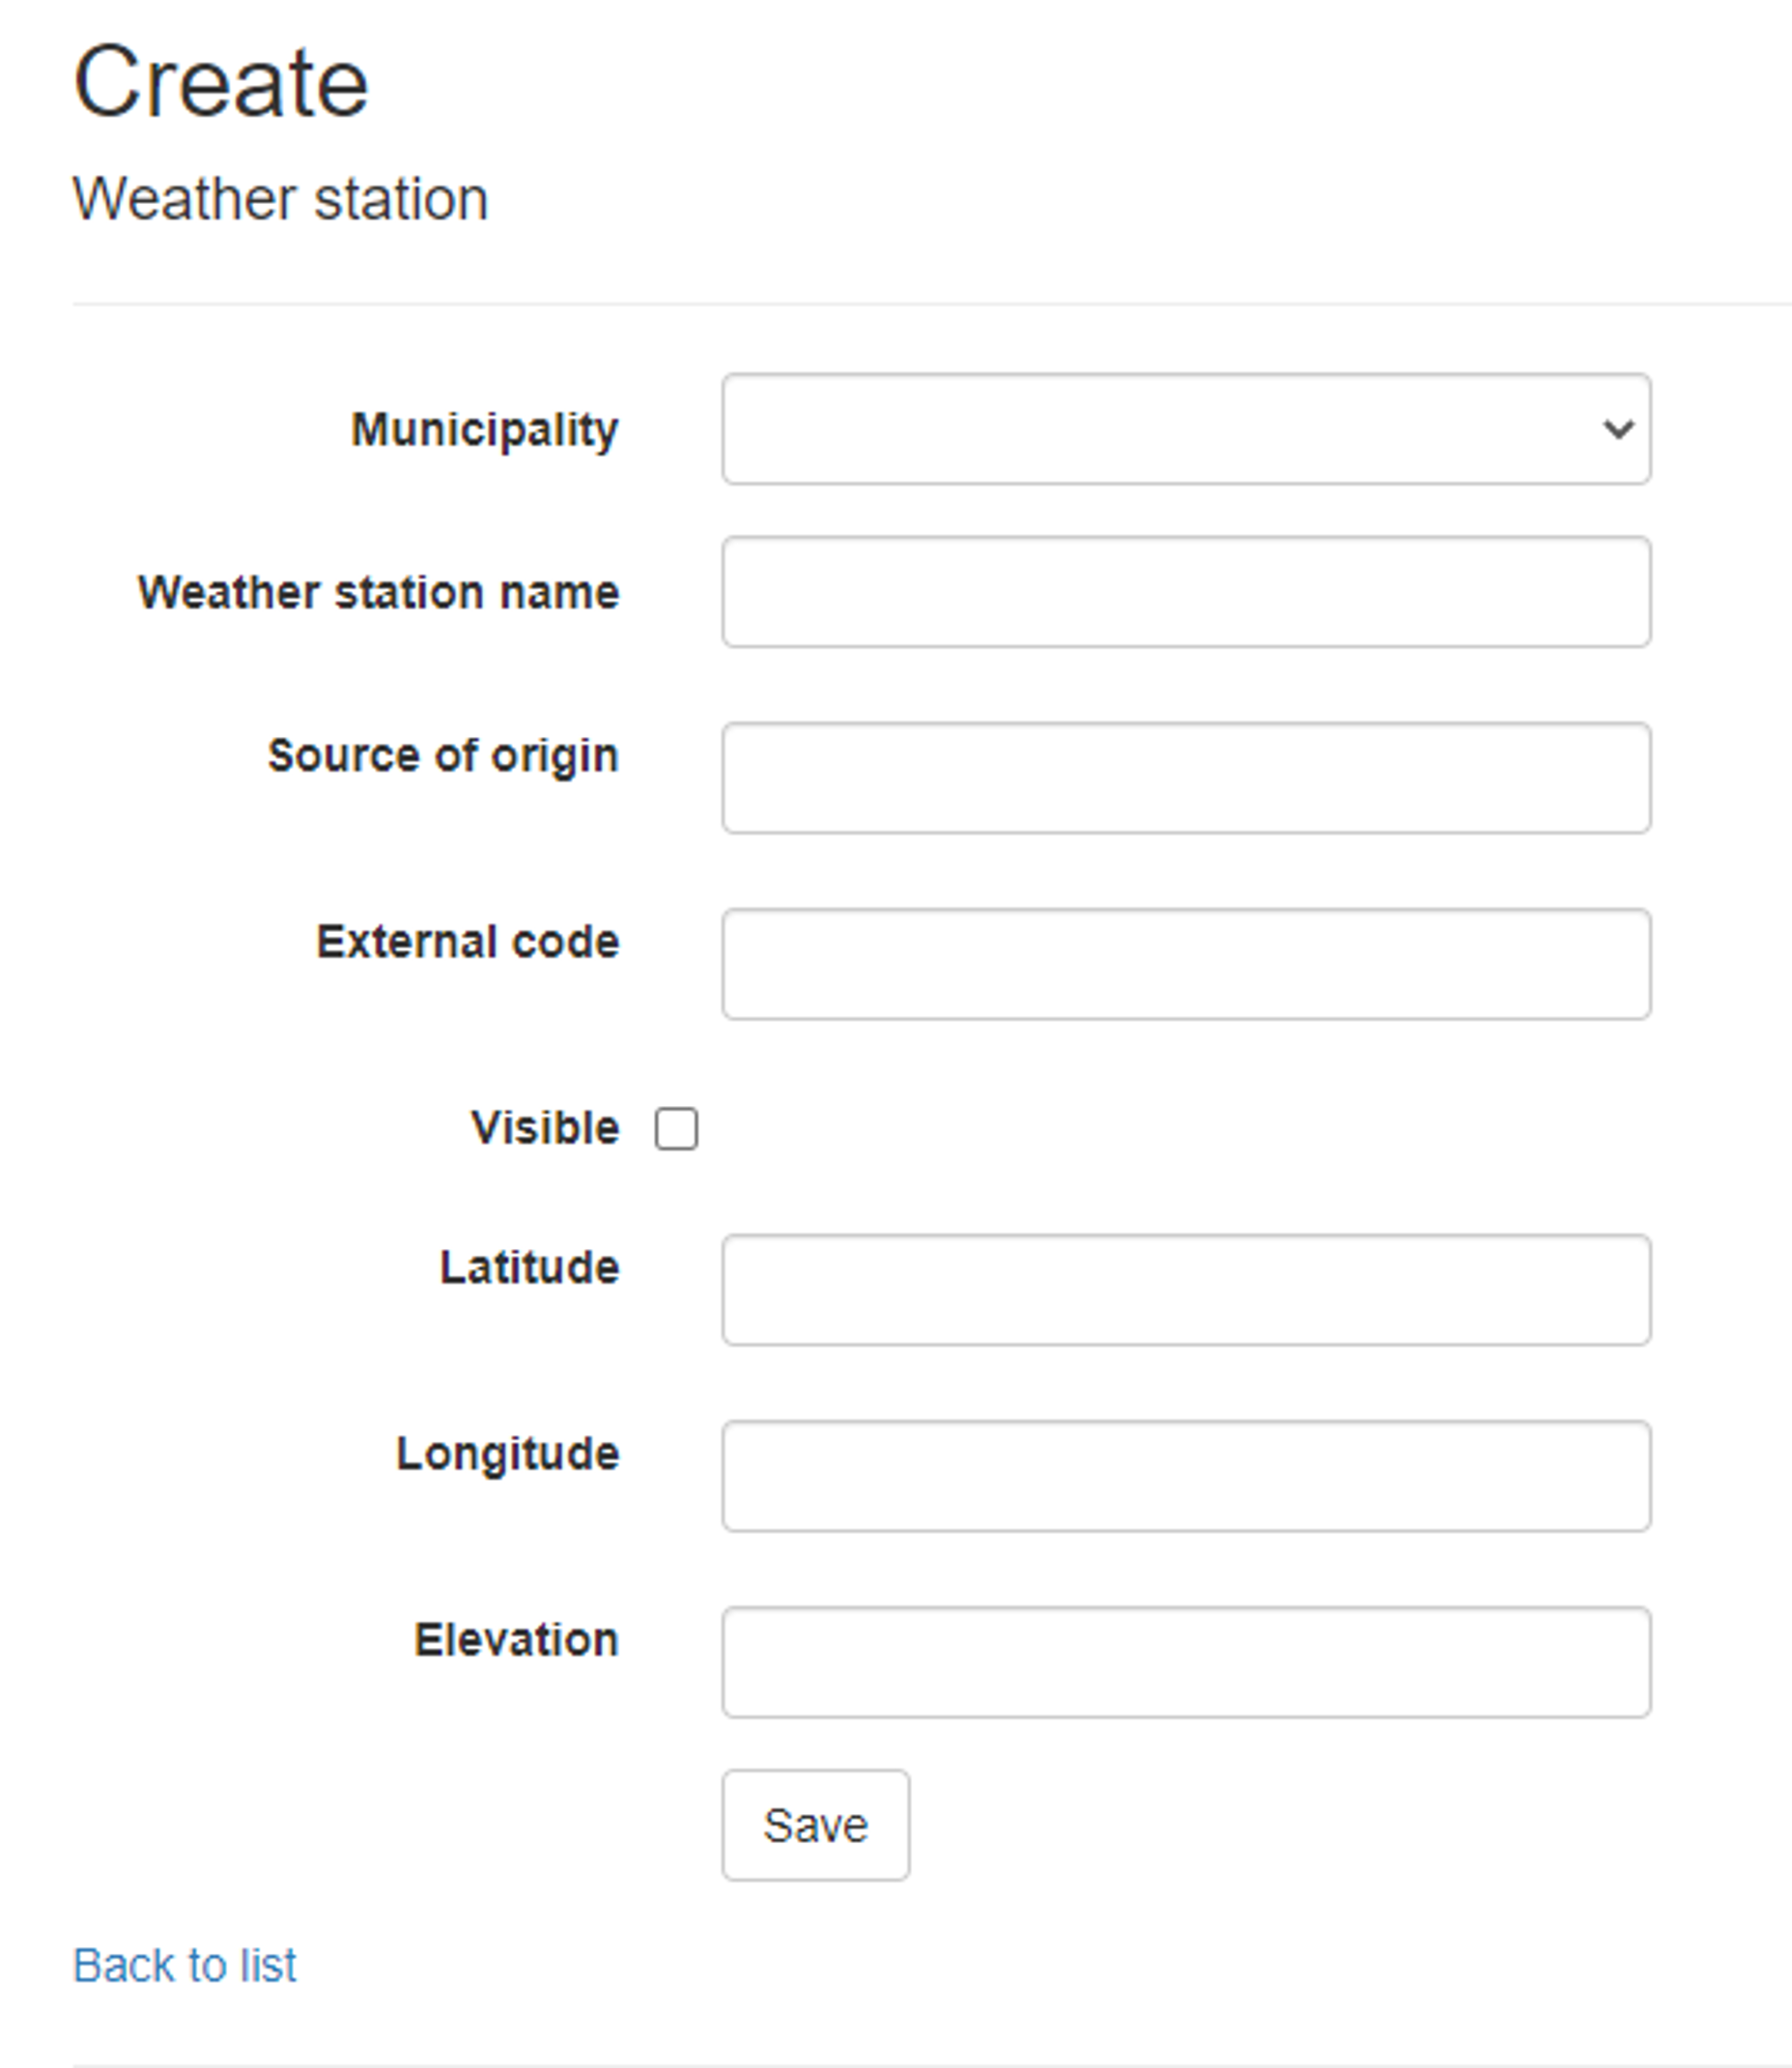 Create
Weather station
Municipality
Weather station name
Source of origin
External code
Visible
Latitude
Longitude
Elevation
Save
Back to list